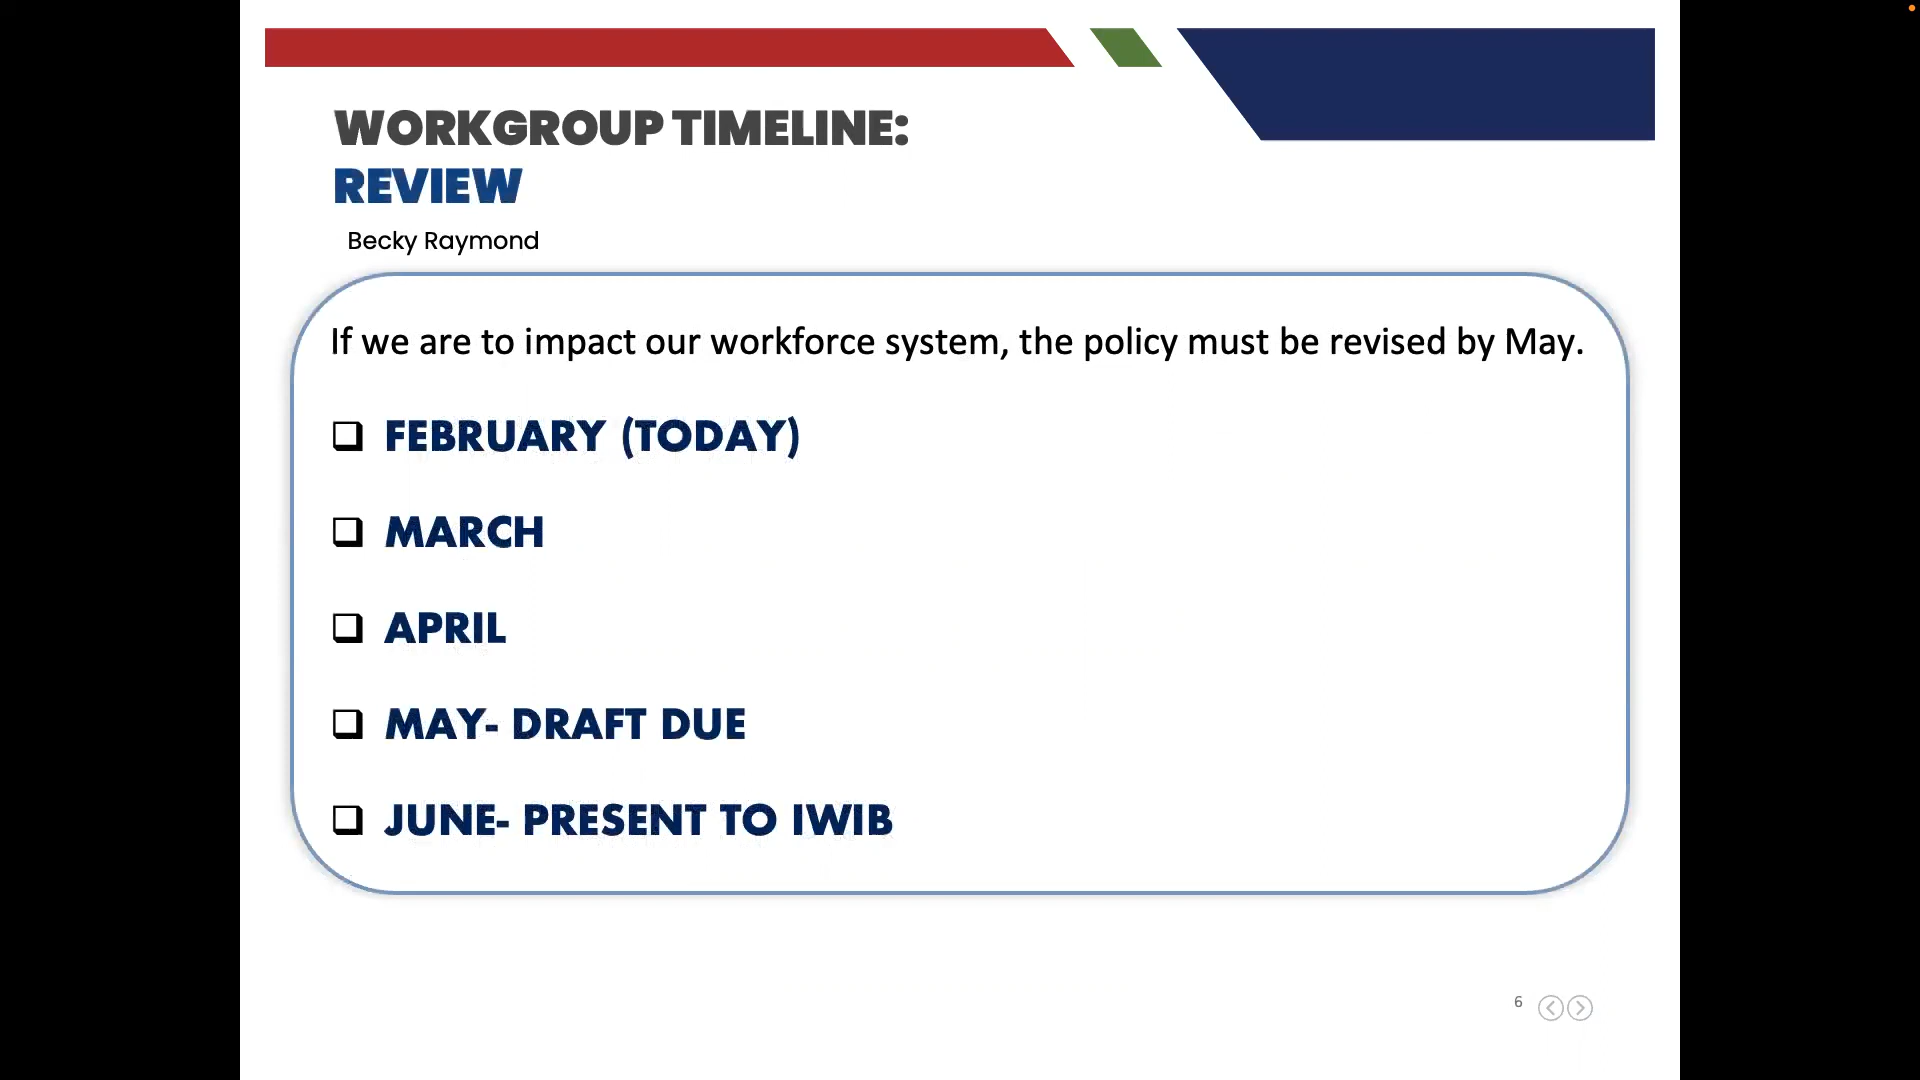 WORKGROUP TIMELINE:
REVIEW
Becky Raymond
If we are to impact our workforce system, the policy must be revised by May.
FEBRUARY (TODAY)
MARCH
APRIL
MAY- DRAFT DUE
JUNE- PRESENT TO IWIB
6